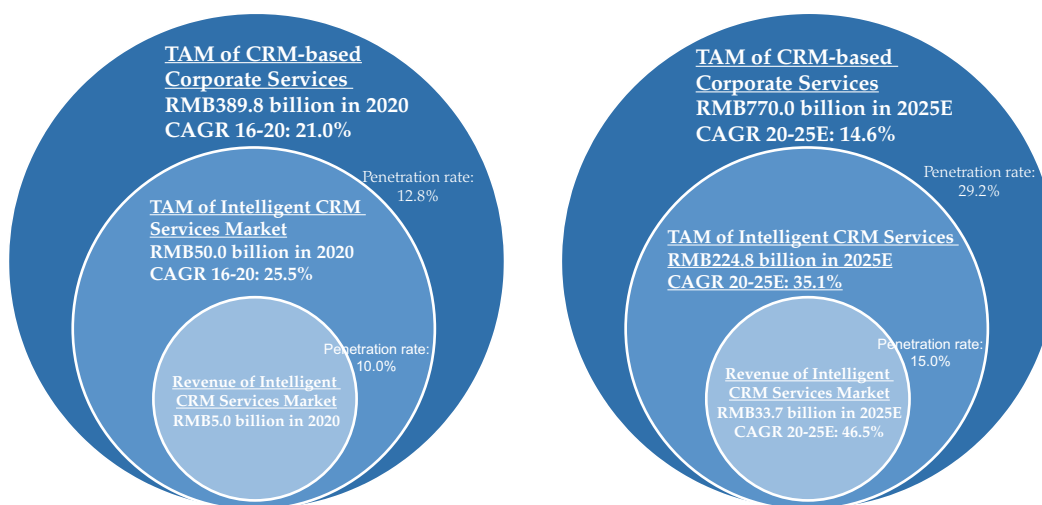 TAM of CRM-based
Corporate Services
RMB389.8 billion in 2020
CAGR 16-20: 21.0%
Penetration rate:
12.8%
TAM of Intelligent CRM
Services Market
RMB50.0 billion in 2020
CAGR 16-20: 25.5%
Penetration rate:
10.0%
Revenue of Intelligent
CRM Services Market
RMB5.0 billion in 2020
TAM of CRM-based
Corporate Services
RMB770.0 billion in 2025E
CAGR 20-25E: 14.6%
Penetration rate:
29.2%
TAM of Intelligent CRM Services
RMB224.8 billion in 2025E
CAGR 20-25E: 35.1%
Penetration rate:
15.0%
Revenue of Intelligent
CRM Services Market
RMB33.7 billion in 2025E
CAGR 20-25E: 46.5%